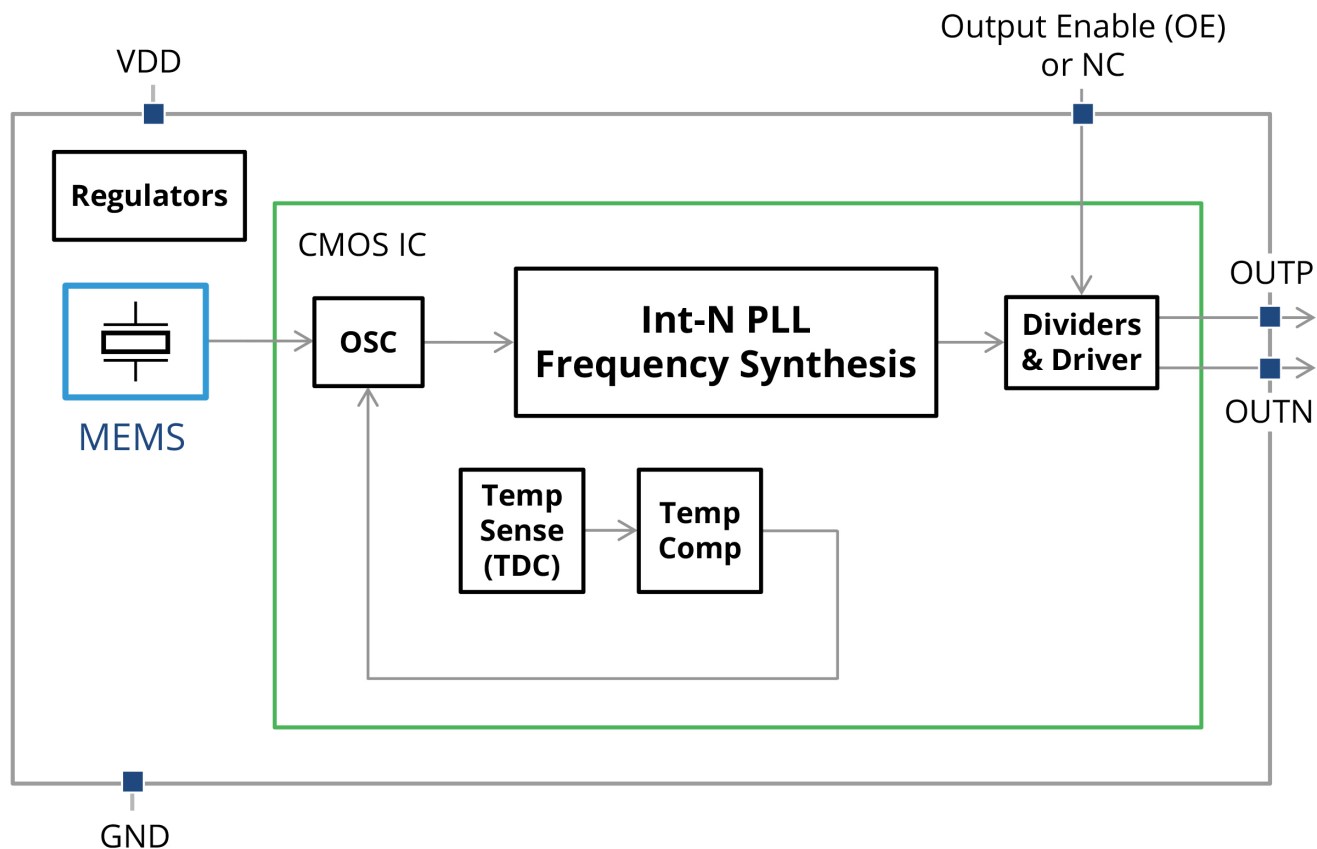 Output Enable (OE)
or NC
VDD
Regulators
CMOS IC
OUTP
OSC
Int-N PLL
Frequency Synthesis
Dividers
& Driver
MEMS
OUTN
Temp
Sense
(TDC)
Temp
Comp
GND